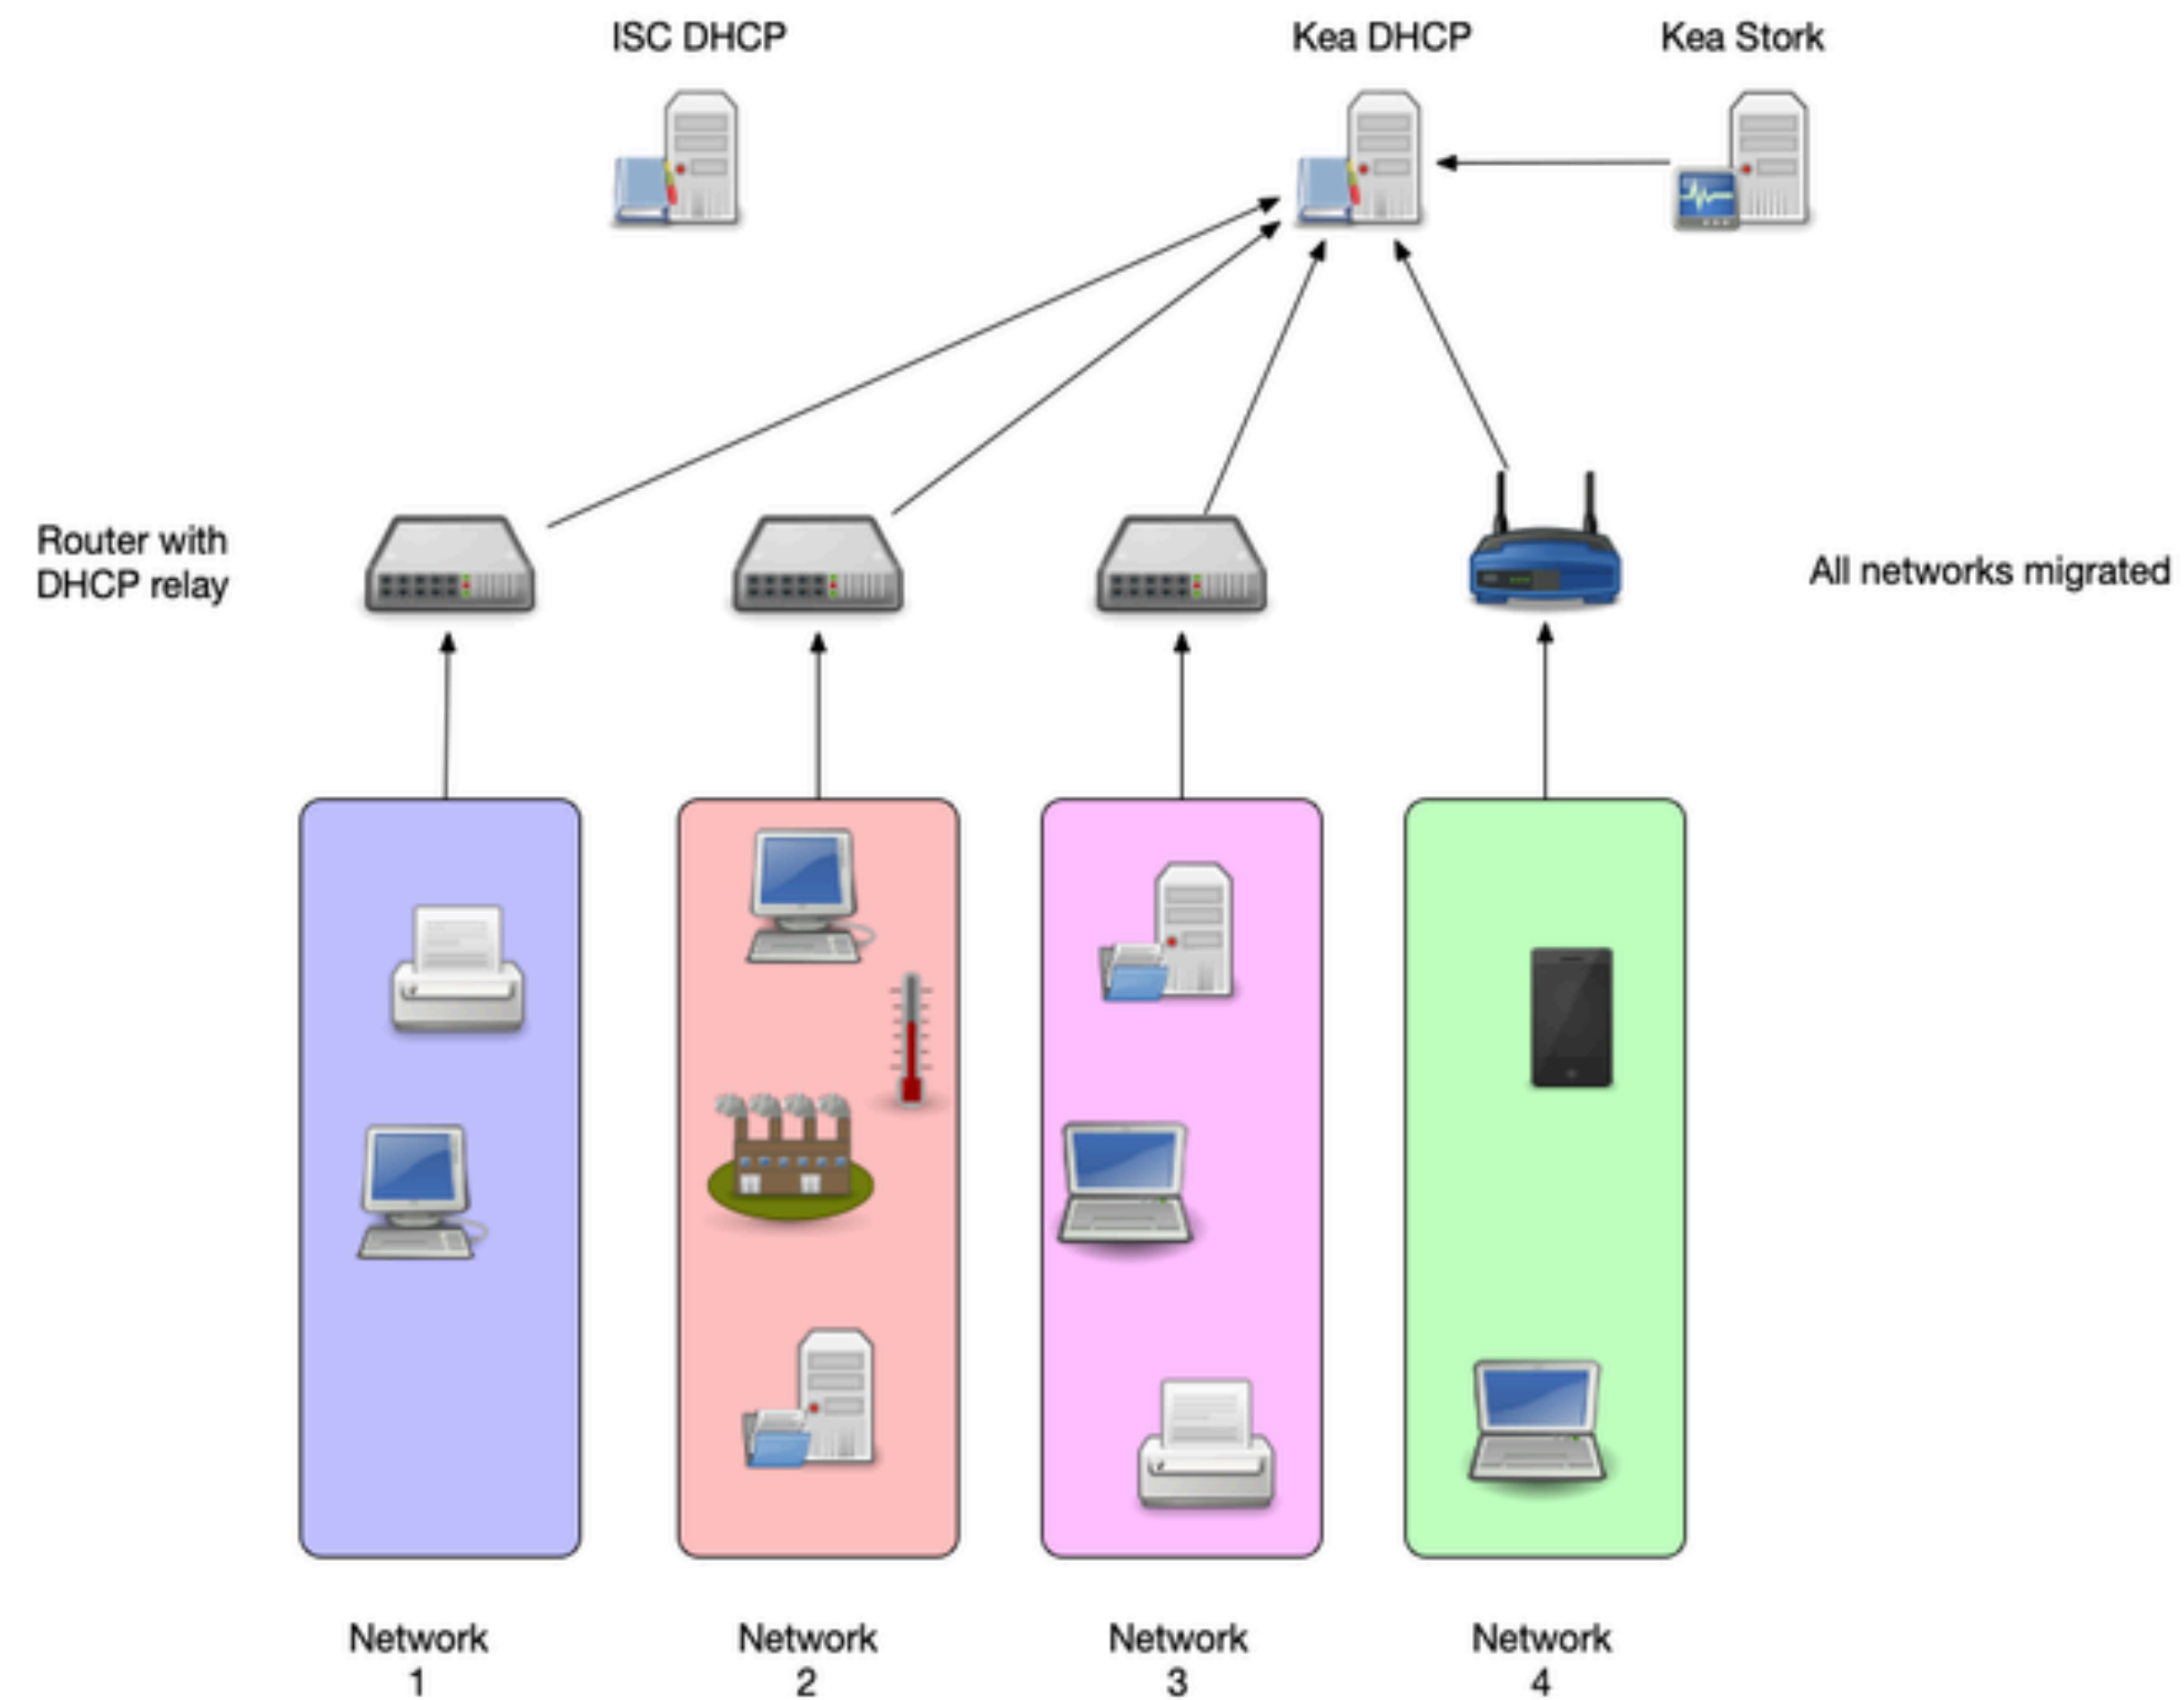 ISC DHCP
Kea DHCP
Kea Stork
Router with
DHCP relay
All networks migrated
Network
1
Network
2
Network
3
Network
4